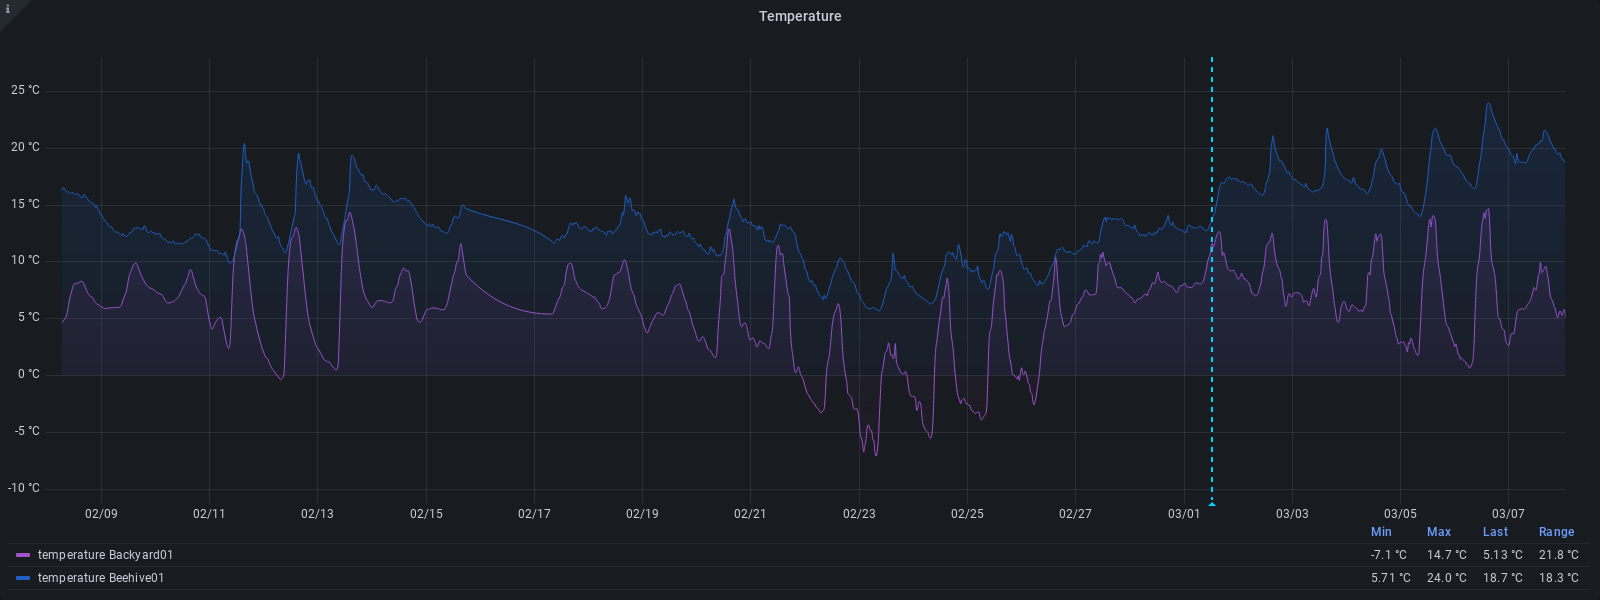 i
Temperature
25 °C
20 °C
15 °C
10 °C
5 °C
0 °C
-5 °C
-10 °C
02/09 02/11 02/13 02/15 02/17 02/19 02/21 02/23 02/25 02/27 03/01 03/03 03/05 03/07
Min Max Last Range
temperature Backyard01 -7.1 °C 14.7 °C 5.13 °C 21.8 °C
temperature Beehive01 5.71 °C 24.0 °C 18.7 °C 18.3 °C